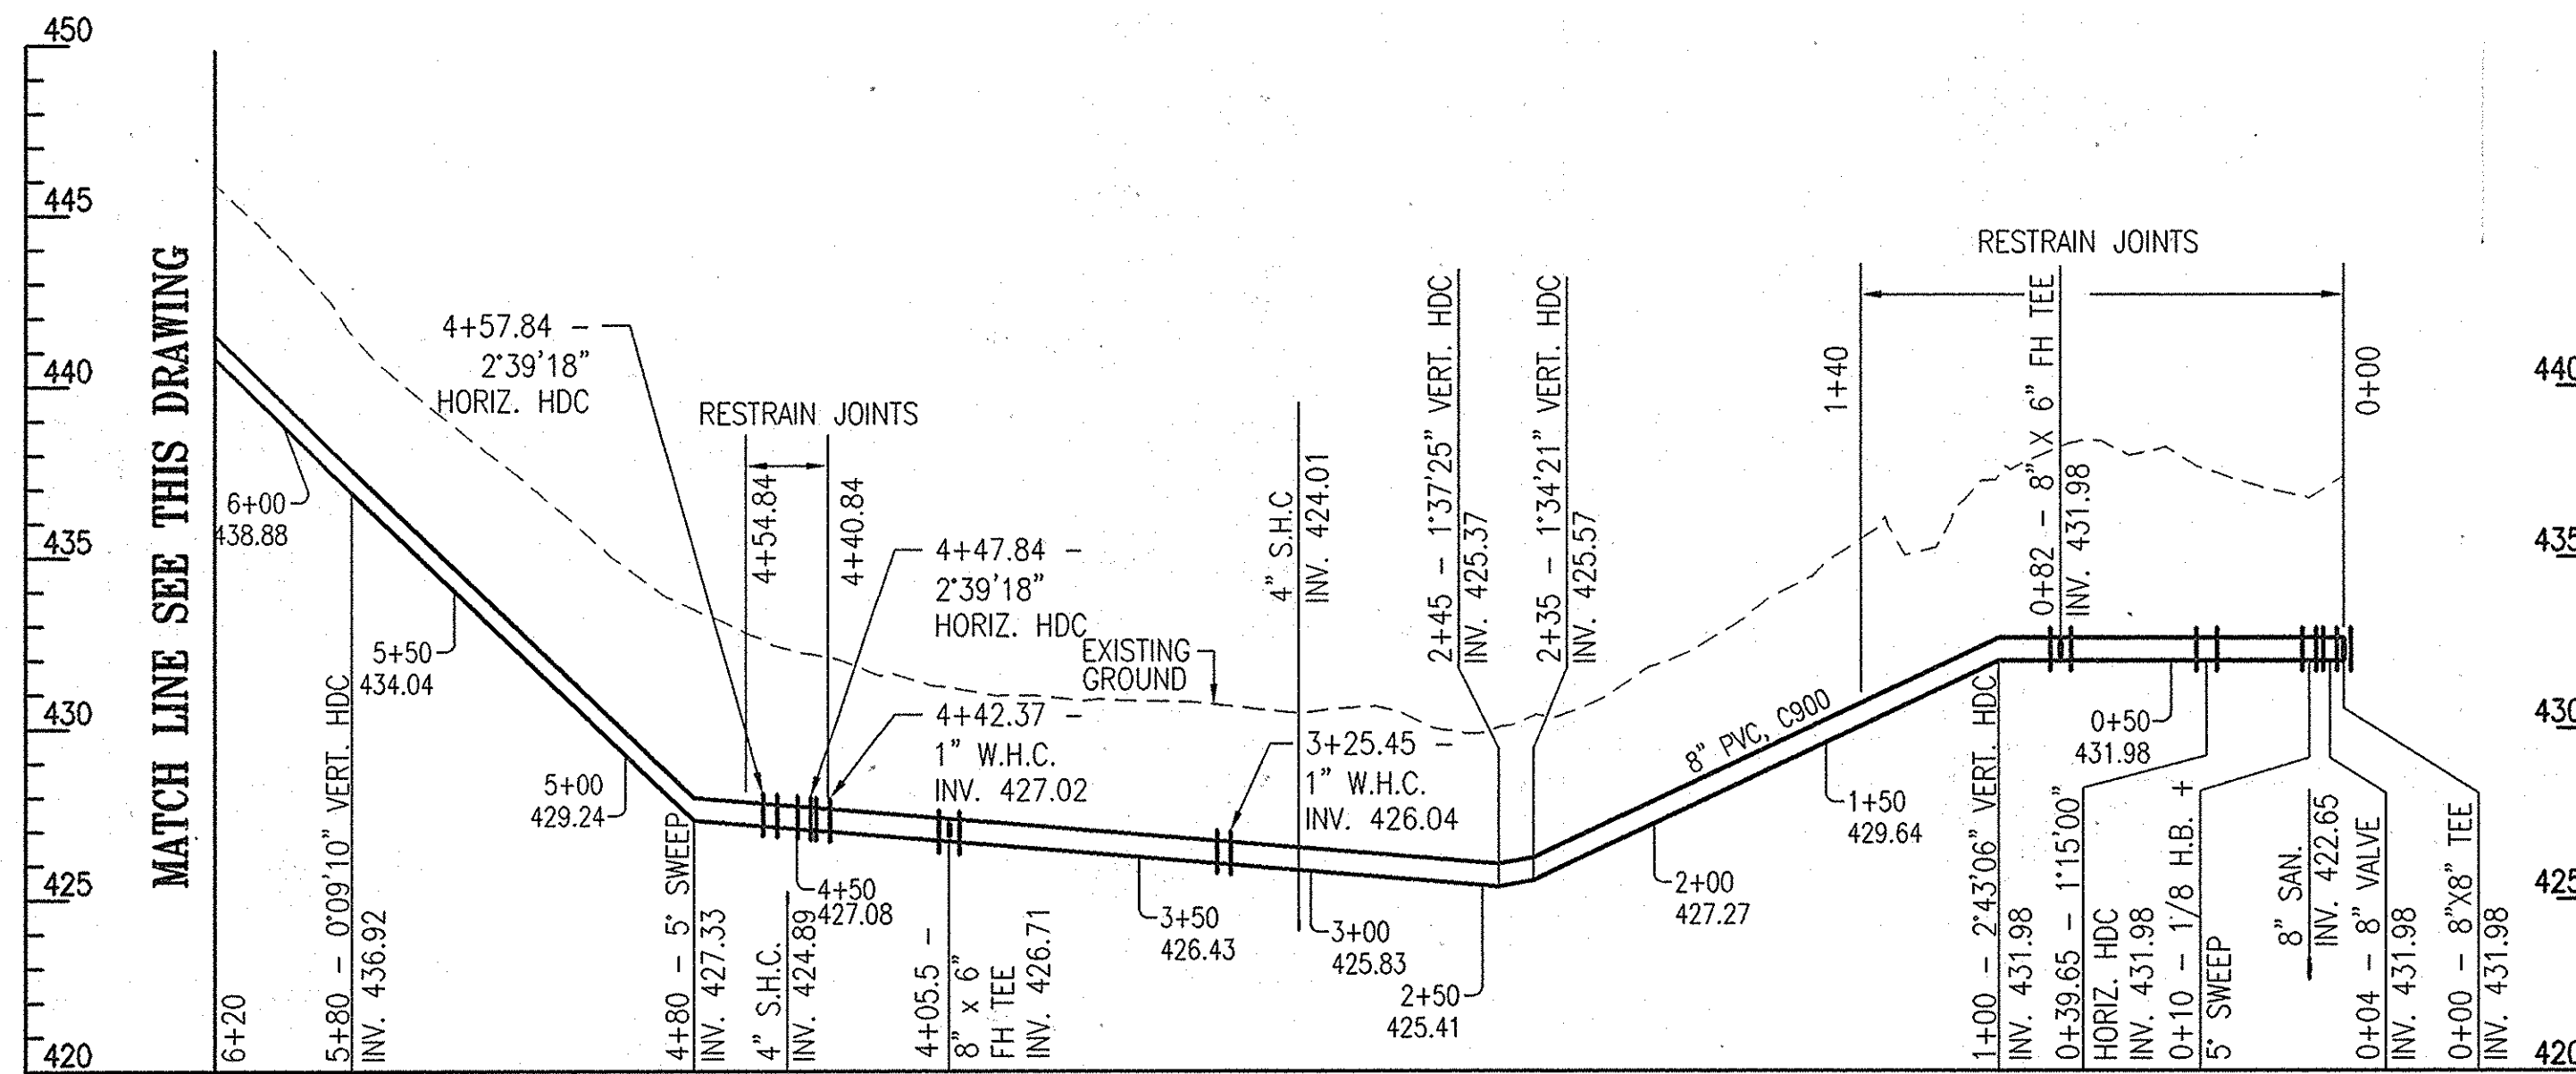 450
445
440
435
430
425
420
MATCH LINE SEE THIS DRAWING
6+20
6+00
438.88
5+80 - 0°09'10" VERT. HDC
INV. 436.92
5+50
434.04
5+00
429.24
4+80 - 5° SWEEP
INV. 427.33
4+57.84 -
2°39'18"
HORIZ. HDC
RESTRAIN JOINTS
4+54.84
4+40.84
4" S.H.C.
INV. 424.89
4+50
427.08
4+47.84 -
2°39'18"
HORIZ. HDC
4+42.37 -
1" W.H.C.
INV. 427.02
4+05.5 -
8" x 6"
FH TEE
INV. 426.71
EXISTING
GROUND
3+50
426.43
3+25.45 -
1" W.H.C.
INV. 426.04
4" S.H.C
INV. 424.01
3+00
425.83
2+50
425.41
2+45 - 1°37'25" VERT. HDC
INV. 425.37
2+35 - 1°34'21" VERT. HDC
INV. 425.57
2+00
427.27
8" PVC, C900
1+50
429.64
1+40
RESTRAIN JOINTS
0+00
1+00 - 2°43'06" VERT. HDC
INV. 431.98
0+82 - 8" X 6" FH TEE
INV. 431.98
0+50
431.98
0+39.65 - 1°15'00"
HORIZ. HDC
INV. 431.98
0+10 - 1/8 H.B. +
5° SWEEP
8" SAN.
INV. 422.65
0+04 - 8" VALVE
INV. 431.98
0+00 - 8"X8" TEE
INV. 431.98
440
435
430
425
420